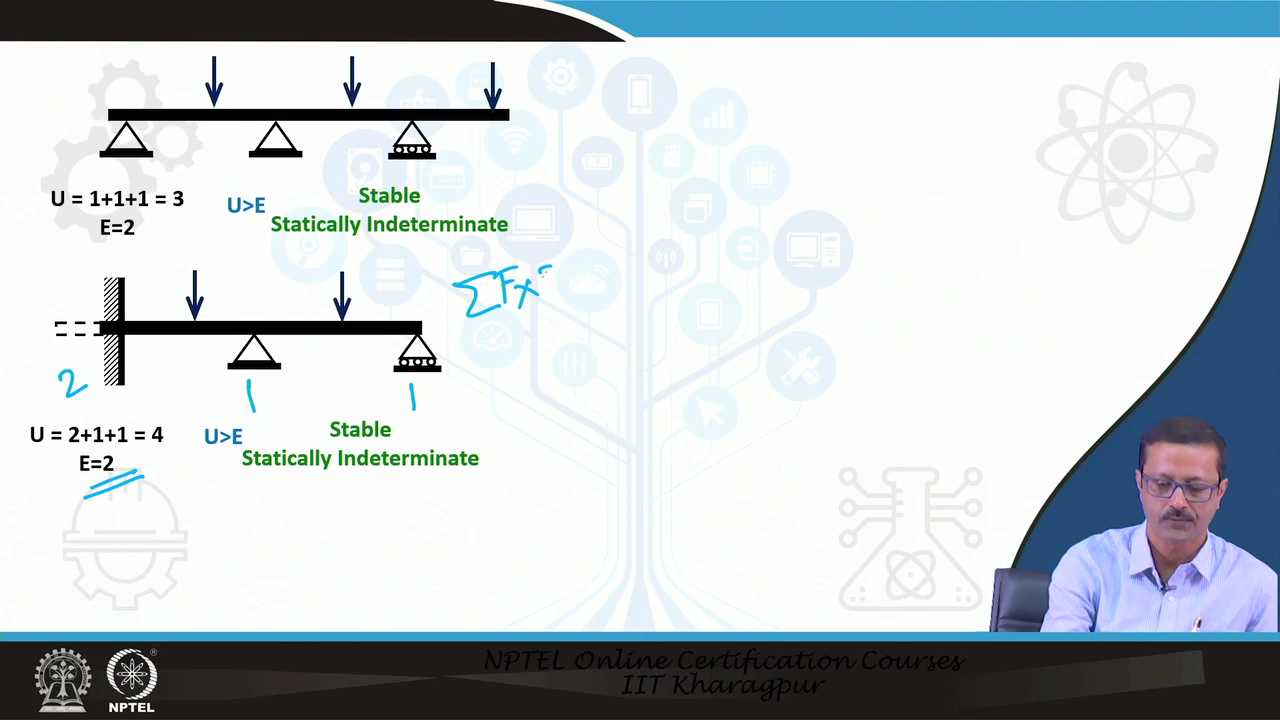 U = 1+1+1 = 3
E=2
U>E
Stable
Statically Indeterminate
ΣFx =
2
1
1
U = 2+1+1 = 4
E=2
U>E
Stable
Statically Indeterminate
NPTEL Online Certification Courses
IIT Kharagpur
NPTEL